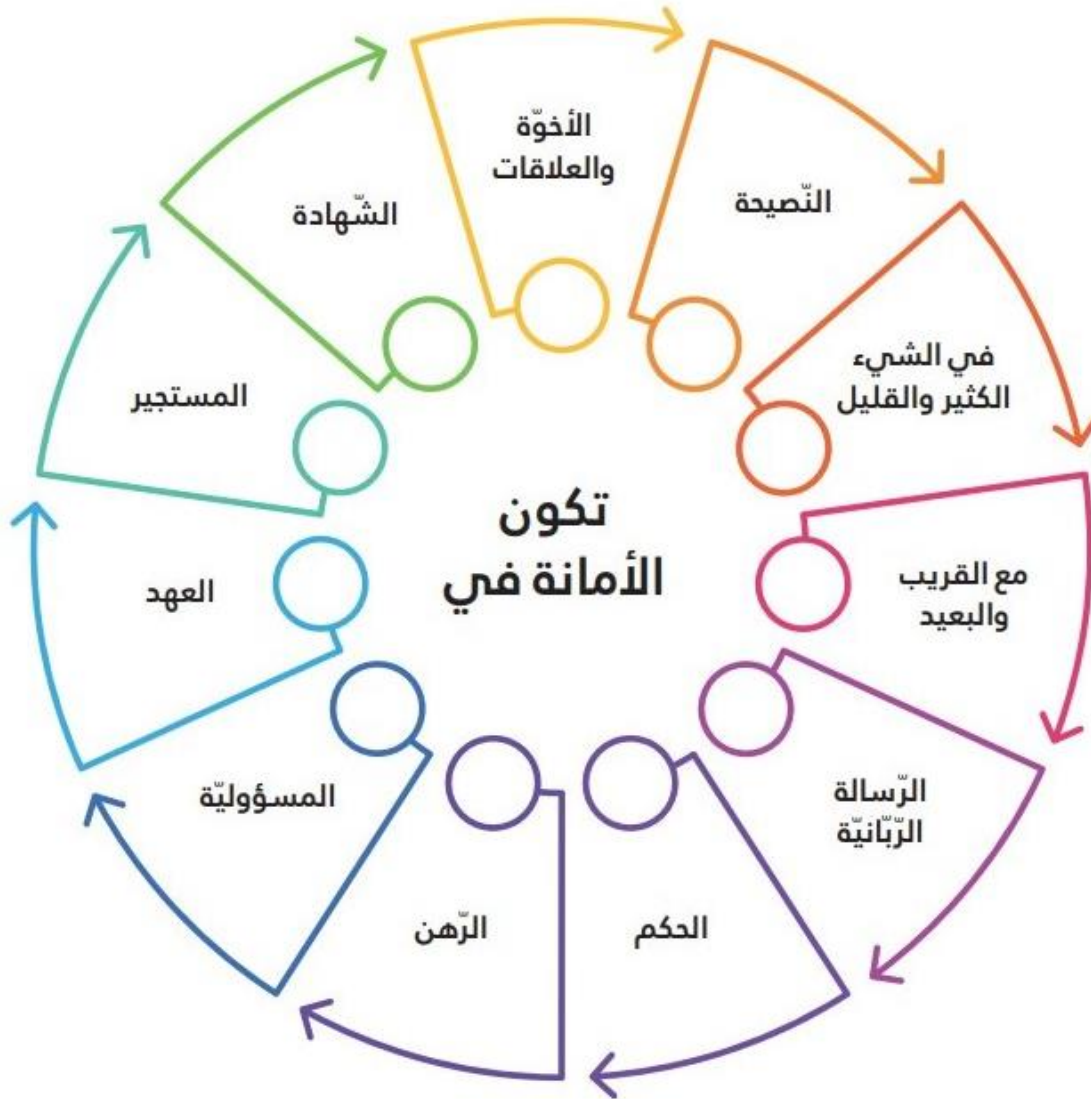 تكون
الأمانة في
الأخوّة
والعلاقات
النّصيحة
في الشيء
الكثير والقليل
مع القريب
والبعيد
الرّسالة
الرّبّانيّة
الحكم
الرّهن
المسؤوليّة
العهد
المستجير
الشّهادة